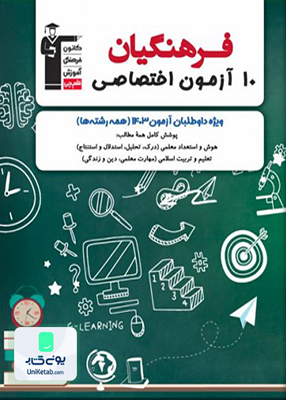 کانون
فرهنگی
آموزش
قلم‌چی
فرهنگیان
۱۰ آزمون اختصاصی
ویژه داوطلبان آزمون ۱۴۰۳ (همه رشته‌ها)
پوشش کامل همهٔ مطالب:
هوش و استعداد معلمی (درک، تحلیل، استدلال و استنتاج)
تعلیم و تربیت اسلامی (مهارت معلمی، دین و زندگی)
E-LEARNING
یونی کتاب
UniKetab.com